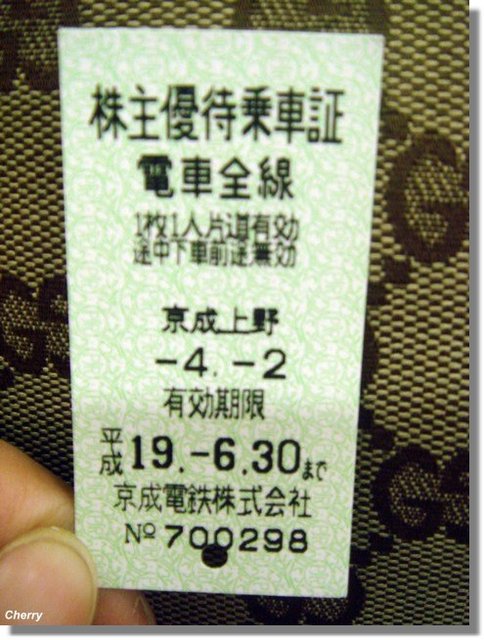 株主優待乗車証
電車全線
1枚1人片道有効
途中下車前途無効
京成上野
-4.-2
有効期限
平成19.-6.30まで
京成電鉄株式会社
Nº 700298
Cherry